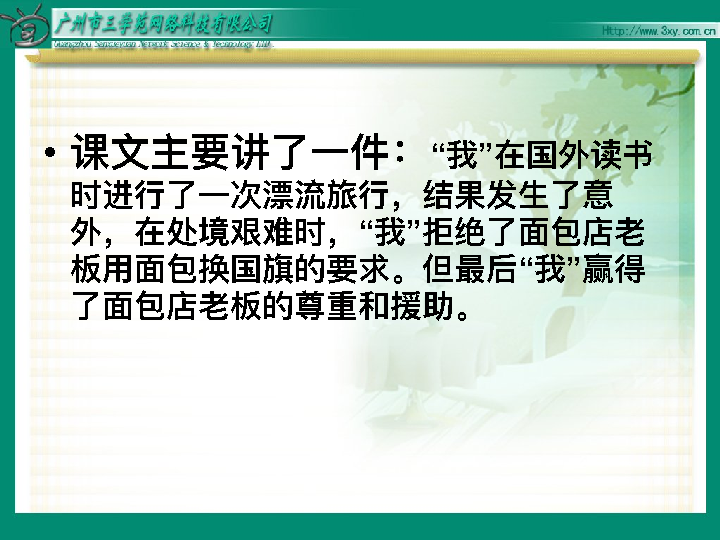 广州市三学苑网络科技有限公司
Guangzhou Sanxueyuan Network Science & Technology LTD.
Http://www.3xy.com.cn
• 课文主要讲了一件：“我”在国外读书
时进行了一次漂流旅行，结果发生了意
外，在处境艰难时，“我”拒绝了面包店老
板用面包换国旗的要求。但最后“我”赢得
了面包店老板的尊重和援助。